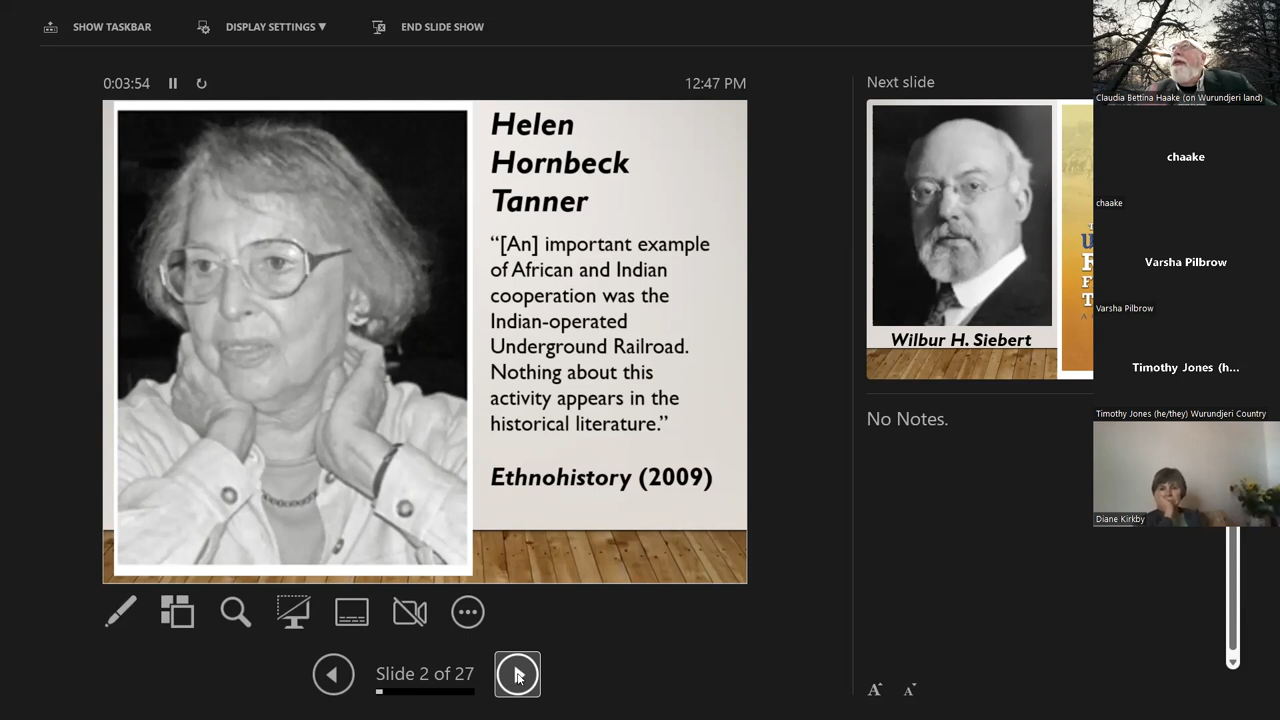 SHOW TASKBAR
DISPLAY SETTINGS ▼
END SLIDE SHOW
0:03:54
12:47 PM
Helen
Hornbeck
Tanner
“[An] important example
of African and Indian
cooperation was the
Indian-operated
Underground Railroad.
Nothing about this
activity appears in the
historical literature.”
Ethnohistory (2009)
Next slide
Wilbur H. Siebert
No Notes.
Slide 2 of 27
Claudia Bettina Haake (on Wurundjeri land)
chaake
chaake
Varsha Pilbrow
Varsha Pilbrow
Timothy Jones (h...
Timothy Jones (he/they) Wurundjeri Country
Diane Kirkby